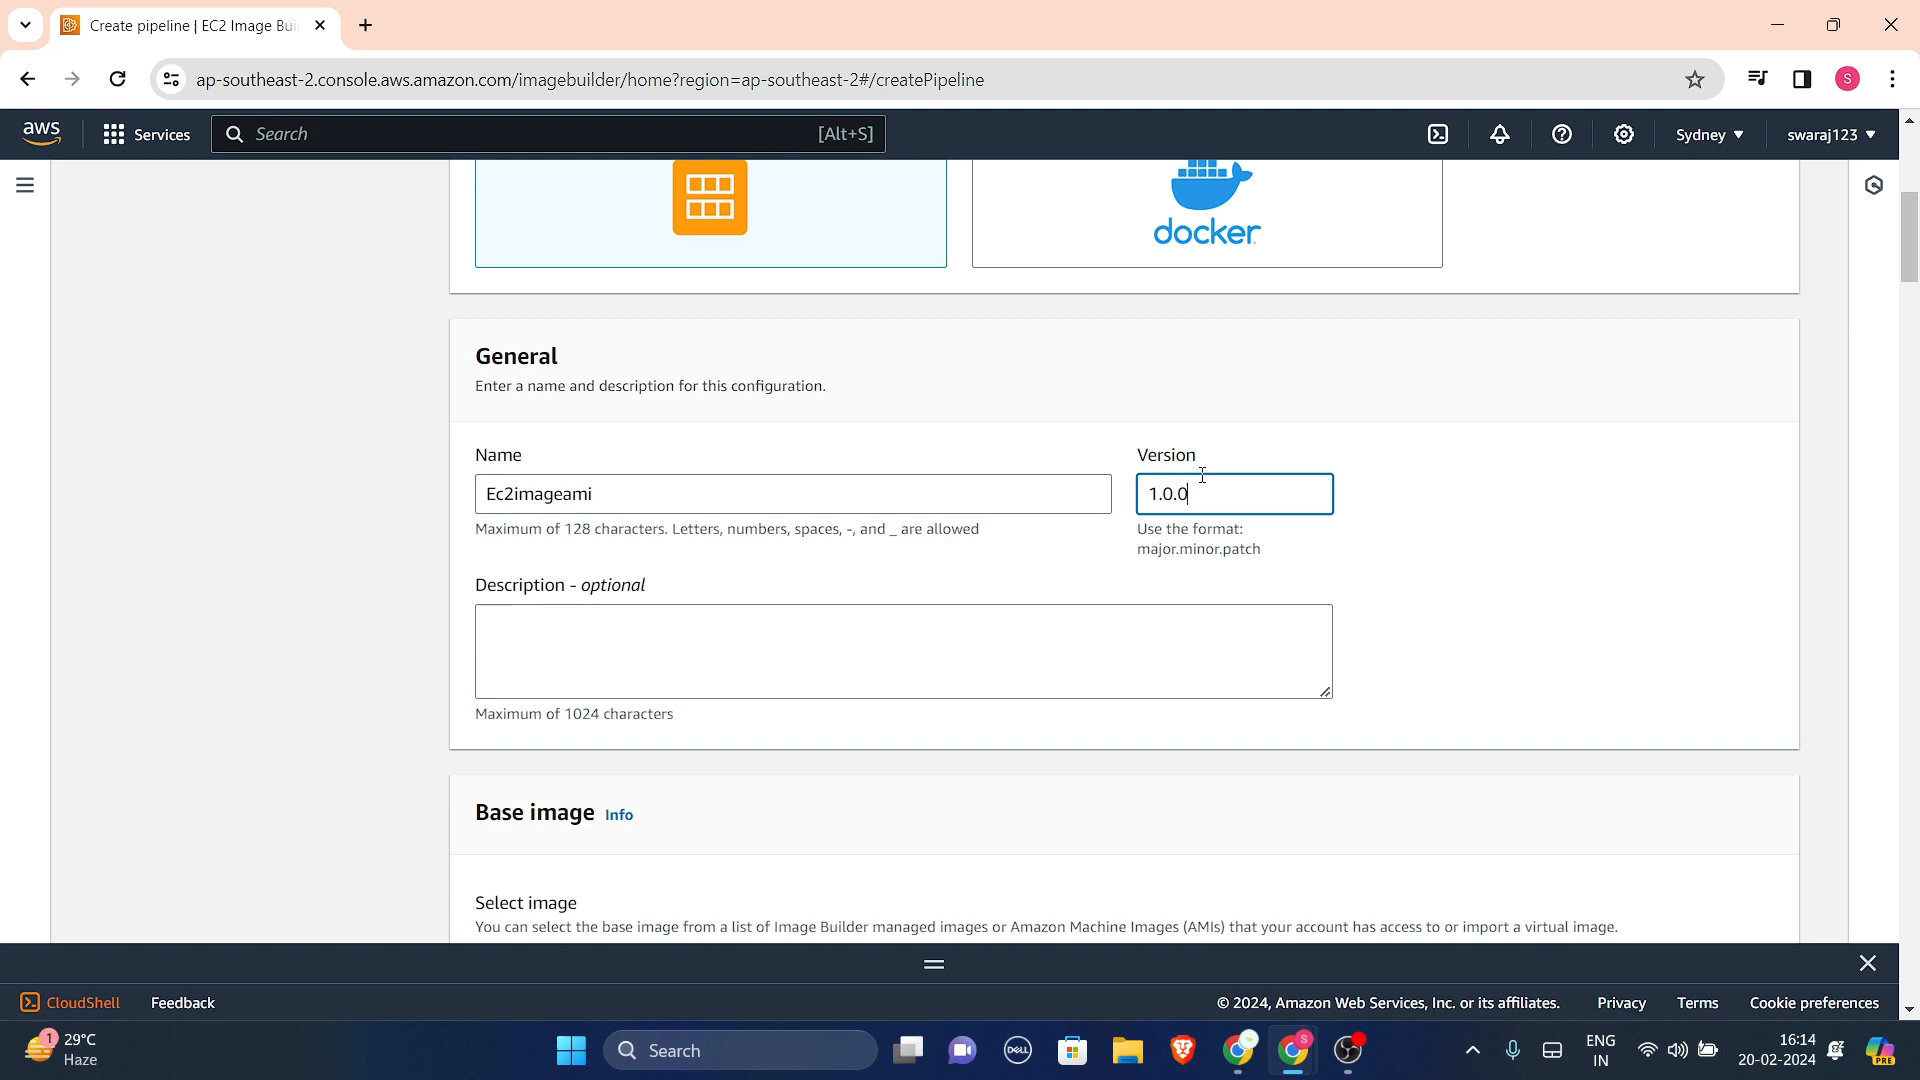 Create pipeline | EC2 Image Bui
ap-southeast-2.console.aws.amazon.com/imagebuilder/home?region=ap-southeast-2#/createPipeline
S
aws
Services
Search
[Alt+S]
Sydney
swaraj123
docker
General
Enter a name and description for this configuration.
Name
Version
Ec2imageami
1.0.0
Maximum of 128 characters. Letters, numbers, spaces, -, and _ are allowed
Use the format:
major.minor.patch
Description - optional
Maximum of 1024 characters
Base image Info
Select image
You can select the base image from a list of Image Builder managed images or Amazon Machine Images (AMIs) that your account has access to or import a virtual image.
CloudShell
Feedback
© 2024, Amazon Web Services, Inc. or its affiliates.
Privacy
Terms
Cookie preferences
1
29°C
Haze
Search
DELL
S
ENG
IN
16:14
20-02-2024
PRE